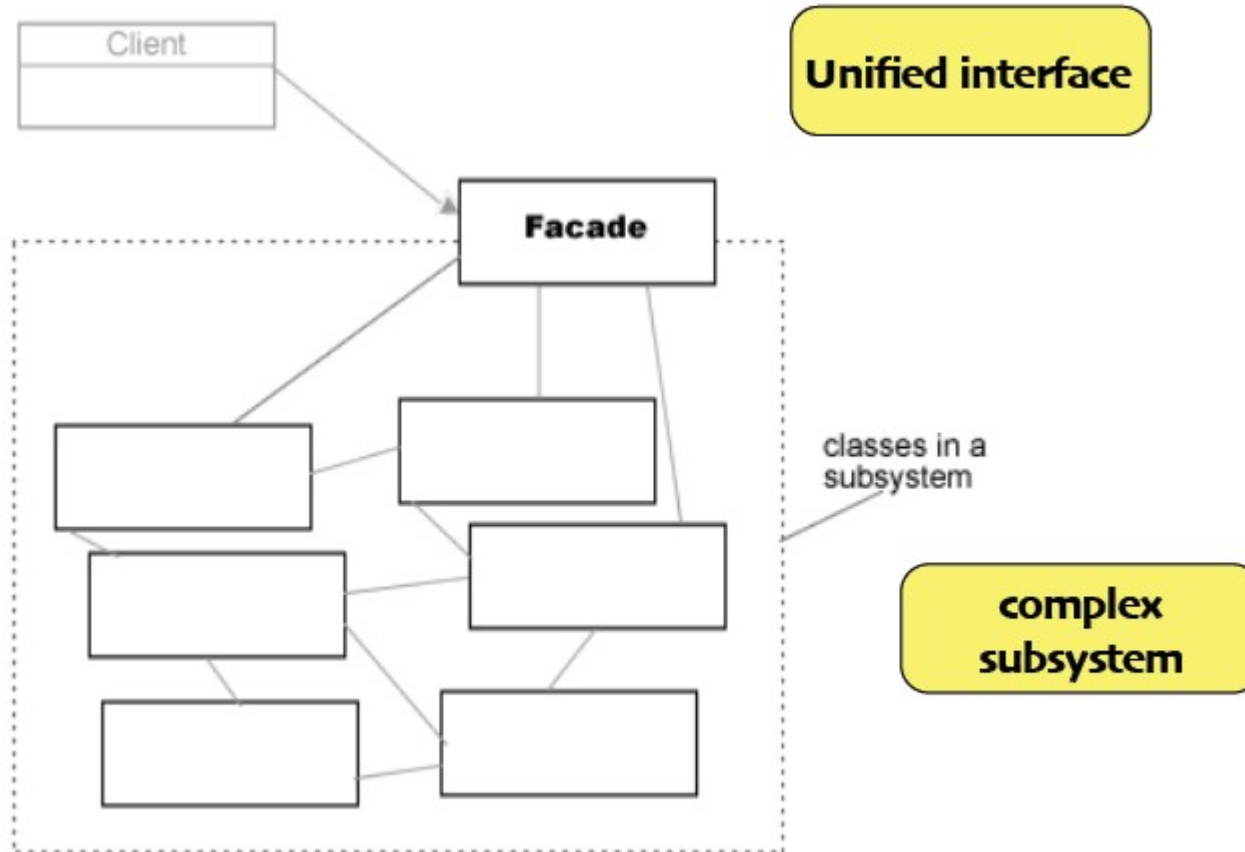 Client
Unified interface
Facade
classes in a
subsystem
complex
subsystem